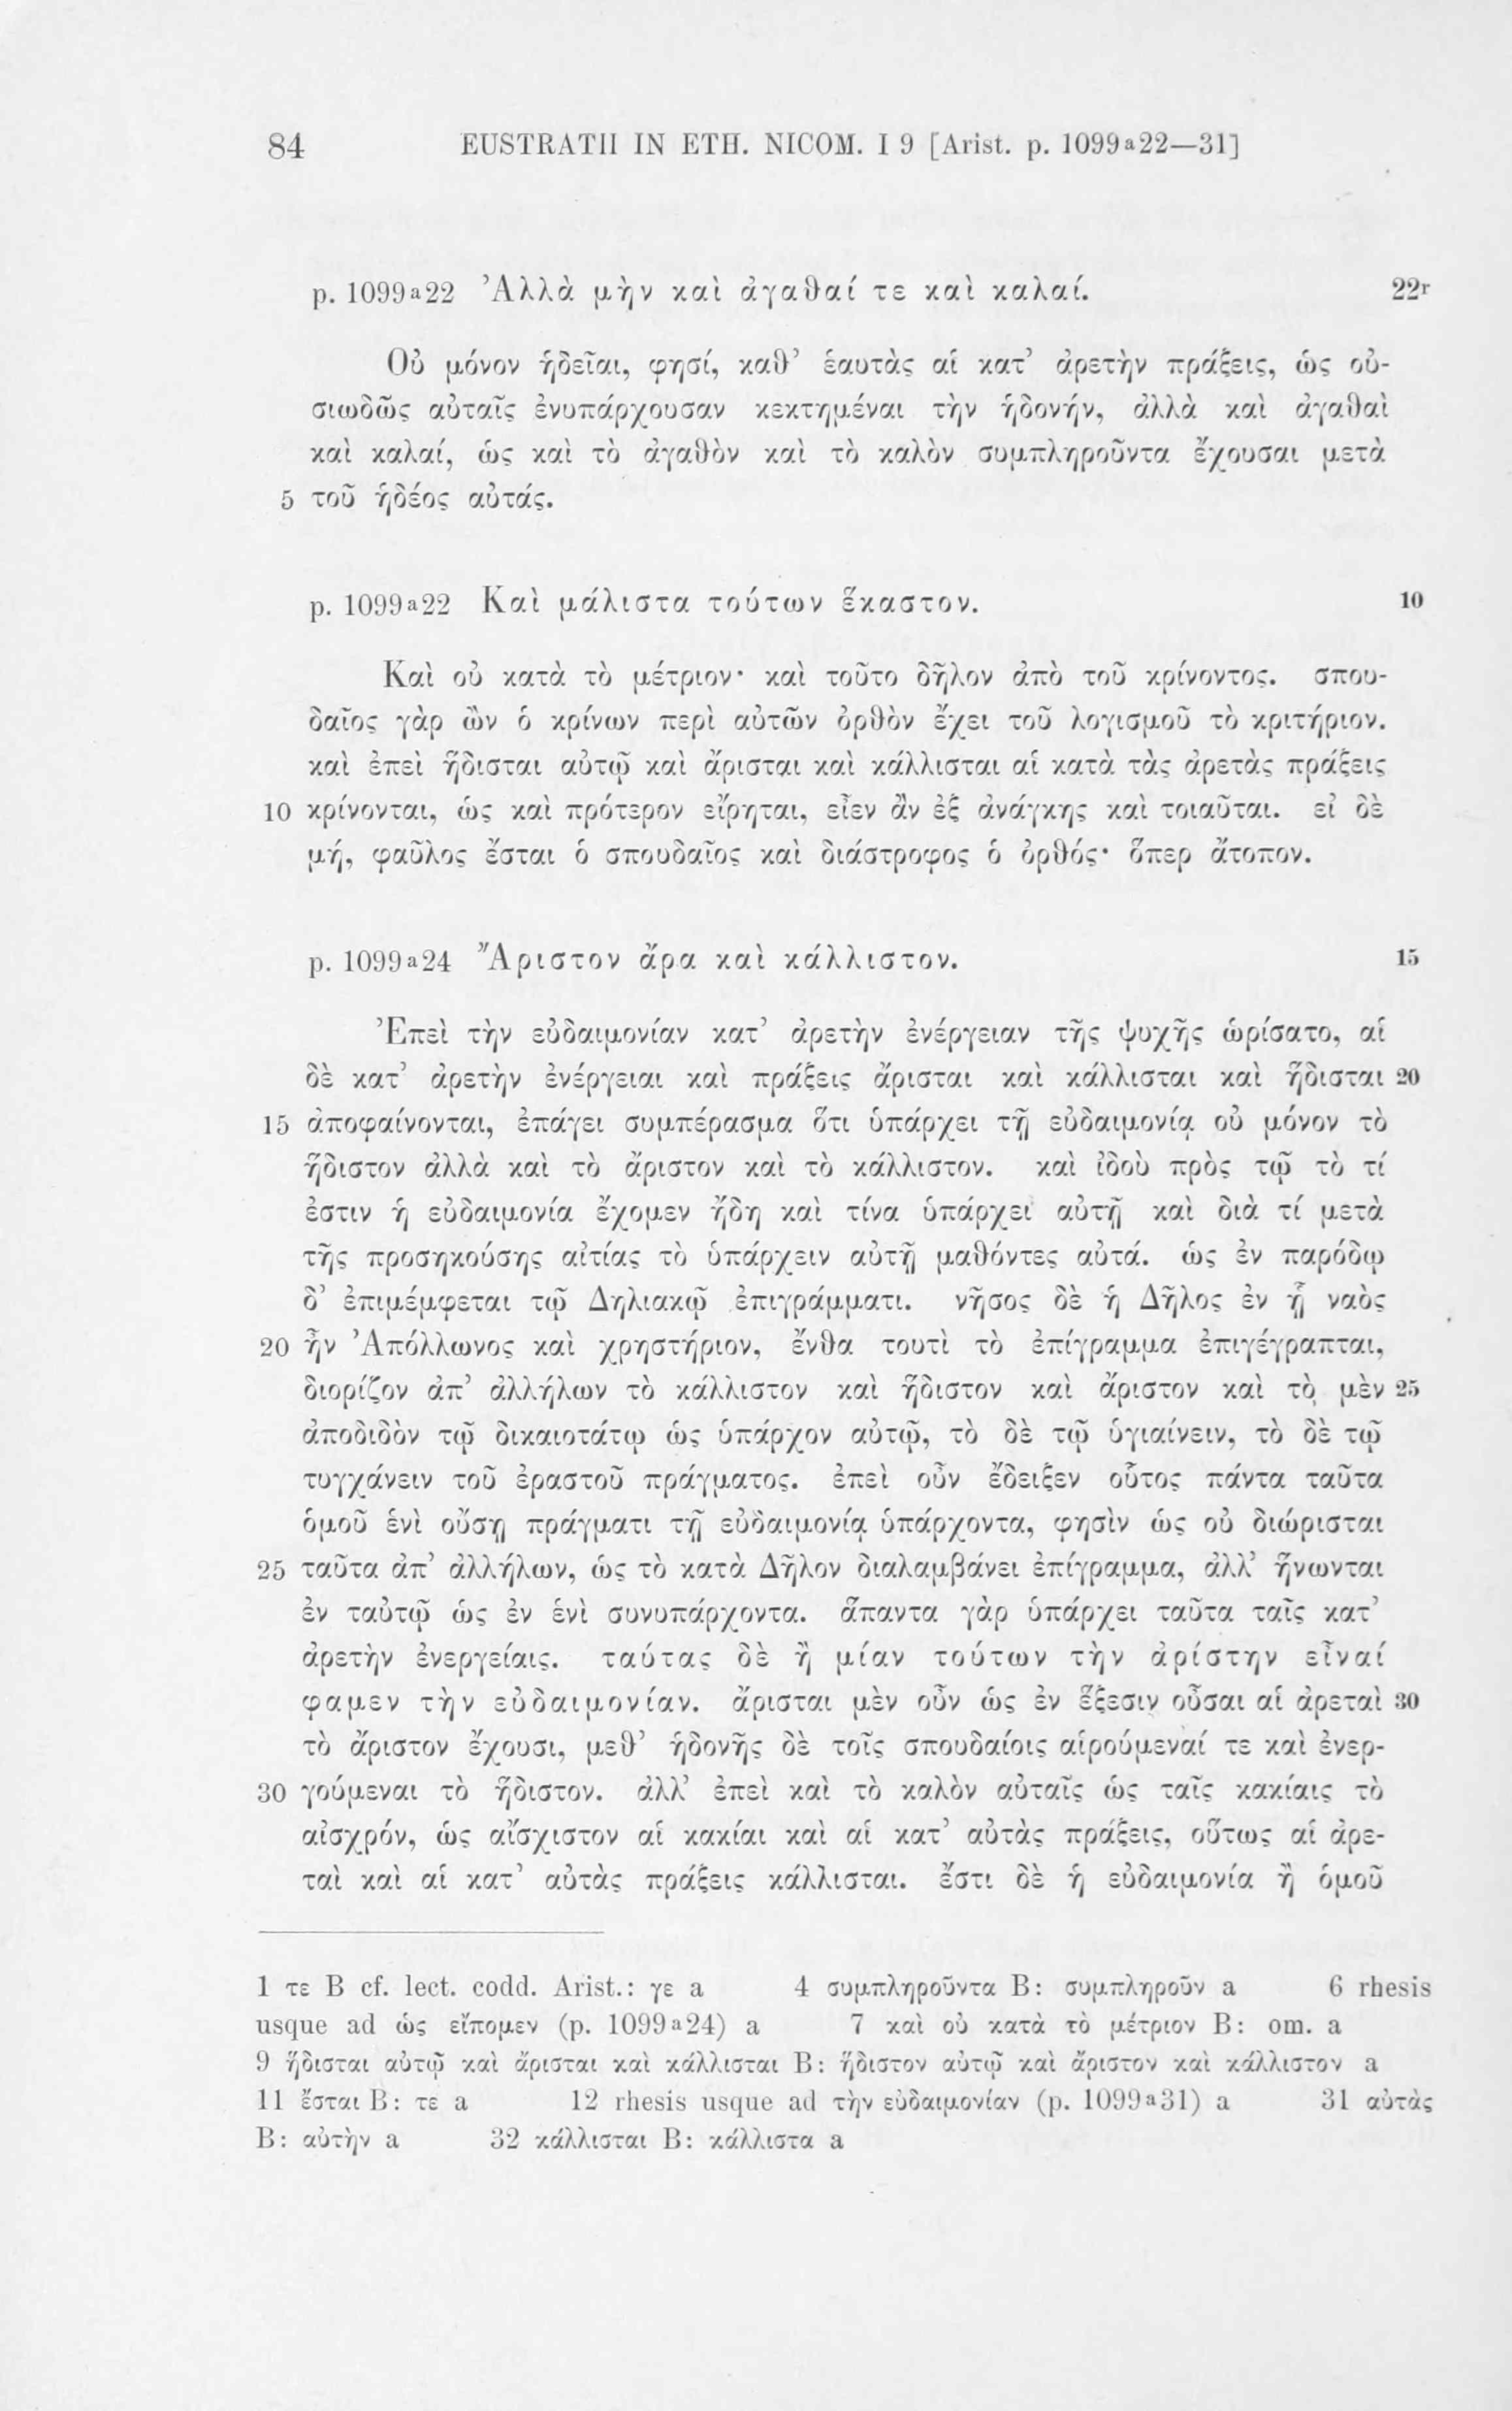 84 EUSTRATII IN ETH. NICOM. I 9 [Arist. p. 1099a22—31]
p. 1099a22 Ἀλλὰ μὴν καὶ ἀγαθαί τε καὶ καλαί. 22r
Οὐ μόνον ἡδεῖαι, φησί, καθ’ ἑαυτὰς αἱ κατ’ ἀρετὴν πράξεις, ὡς οὐ-
σιωδῶς αὐταῖς ἐνυπάρχουσαν κεκτημέναι τὴν ἡδονήν, ἀλλὰ καὶ ἀγαθαὶ
καὶ καλαί, ὡς καὶ τὸ ἀγαθὸν καὶ τὸ καλὸν συμπληροῦντα ἔχουσαι μετὰ
5 τοῦ ἡδέος αὐτάς.
p. 1099a22 Καὶ μάλιστα τούτων ἕκαστον. 10
Καὶ οὐ κατὰ τὸ μέτριον· καὶ τοῦτο δῆλον ἀπὸ τοῦ κρίνοντος. σπου-
δαῖος γὰρ ὢν ὁ κρίνων περὶ αὐτῶν ὀρθὸν ἔχει τοῦ λογισμοῦ τὸ κριτήριον.
καὶ ἐπεὶ ἥδισται αὐτῷ καὶ ἄρισται καὶ κάλλισται αἱ κατὰ τὰς ἀρετὰς πράξεις
10 κρίνονται, ὡς καὶ πρότερον εἴρηται, εἶεν ἂν ἐξ ἀνάγκης καὶ τοιαῦται. εἰ δὲ
μή, φαῦλος ἔσται ὁ σπουδαῖος καὶ διάστροφος ὁ ὀρθός· ὅπερ ἄτοπον.
p. 1099a24 Ἄριστον ἄρα καὶ κάλλιστον. 15
Ἐπεὶ τὴν εὐδαιμονίαν κατ’ ἀρετὴν ἐνέργειαν τῆς ψυχῆς ὡρίσατο, αἱ
δὲ κατ’ ἀρετὴν ἐνέργειαι καὶ πράξεις ἄρισται καὶ κάλλισται καὶ ἥδισται 20
15 ἀποφαίνονται, ἐπάγει συμπέρασμα ὅτι ὑπάρχει τῇ εὐδαιμονίᾳ οὐ μόνον τὸ
ἥδιστον ἀλλὰ καὶ τὸ ἄριστον καὶ τὸ κάλλιστον. καὶ ἰδοὺ πρὸς τῷ τὸ τί
ἐστιν ἡ εὐδαιμονία ἔχομεν ἤδη καὶ τίνα ὑπάρχει αὐτῇ καὶ διὰ τί μετὰ
τῆς προσηκούσης αἰτίας τὸ ὑπάρχειν αὐτῇ μαθόντες αὐτά. ὡς ἐν παρόδῳ
δ’ ἐπιμέμφεται τῷ Δηλιακῷ ἐπιγράμματι. νῆσος δὲ ἡ Δῆλος ἐν ᾗ ναὸς
20 ἦν Ἀπόλλωνος καὶ χρηστήριον, ἔνθα τουτὶ τὸ ἐπίγραμμα ἐπιγέγραπται,
διορίζον ἀπ’ ἀλλήλων τὸ κάλλιστον καὶ ἥδιστον καὶ ἄριστον καὶ τὸ μὲν 25
ἀποδιδὸν τῷ δικαιοτάτῳ ὡς ὑπάρχον αὐτῷ, τὸ δὲ τῷ ὑγιαίνειν, τὸ δὲ τῷ
τυγχάνειν τοῦ ἐραστοῦ πράγματος. ἐπεὶ οὖν ἔδειξεν οὗτος πάντα ταῦτα
ὁμοῦ ἑνὶ οὔσῃ πράγματι τῇ εὐδαιμονίᾳ ὑπάρχοντα, φησὶν ὡς οὐ διώρισται
25 ταῦτα ἀπ’ ἀλλήλων, ὡς τὸ κατὰ Δῆλον διαλαμβάνει ἐπίγραμμα, ἀλλ’ ἥνωνται
ἐν ταὐτῷ ὡς ἐν ἑνὶ συνυπάρχοντα. ἅπαντα γὰρ ὑπάρχει ταῦτα ταῖς κατ’
ἀρετὴν ἐνεργείαις. ταύτας δὲ ἢ μίαν τούτων τὴν ἀρίστην εἶναί
φαμεν τὴν εὐδαιμονίαν. ἄρισται μὲν οὖν ὡς ἐν ἕξεσιν οὖσαι αἱ ἀρεταὶ 30
τὸ ἄριστον ἔχουσι, μεθ’ ἡδονῆς δὲ τοῖς σπουδαίοις αἱρούμεναί τε καὶ ἐνερ-
30 γούμεναι τὸ ἥδιστον. ἀλλ’ ἐπεὶ καὶ τὸ καλὸν αὐταῖς ὡς ταῖς κακίαις τὸ
αἰσχρόν, ὡς αἴσχιστον αἱ κακίαι καὶ αἱ κατ’ αὐτὰς πράξεις, οὕτως αἱ ἀρε-
ταὶ καὶ αἱ κατ’ αὐτὰς πράξεις κάλλισται. ἔστι δὲ ἡ εὐδαιμονία ἢ ὁμοῦ
1 τε B cf. lect. codd. Arist.: γε a 4 συμπληροῦντα B: συμπληροῦν a 6 rhesis
usque ad ὡς εἴπομεν (p. 1099a24) a 7 καὶ οὐ κατὰ τὸ μέτριον B: om. a
9 ἥδισται αὐτῷ καὶ ἄρισται καὶ κάλλισται B: ἥδιστον αὐτῷ καὶ ἄριστον καὶ κάλλιστον a
11 ἔσται B: τε a 12 rhesis usque ad τὴν εὐδαιμονίαν (p. 1099a31) a 31 αὐτὰς
B: αὐτὴν a 32 κάλλισται B: κάλλιστα a